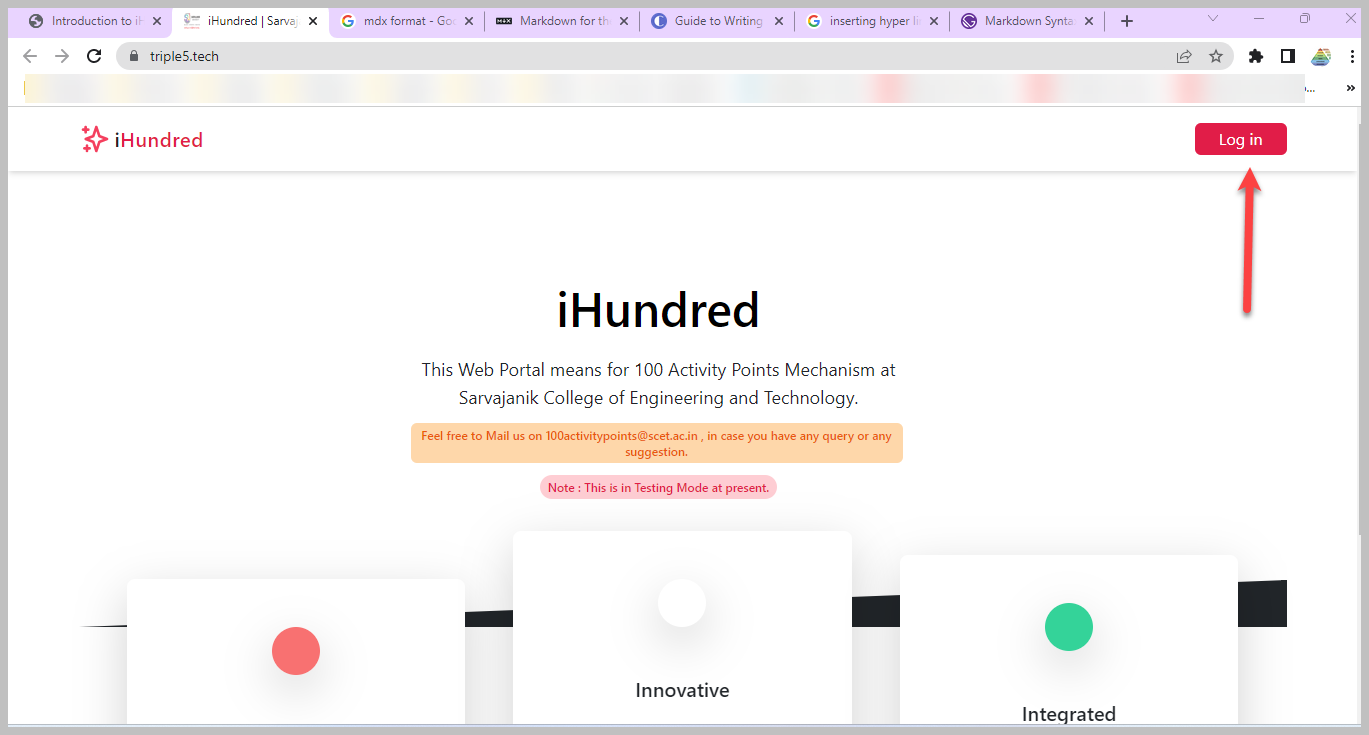 Introduction to iH
iHundred | Sarvaj
mdx format - Goo
Markdown for th
Guide to Writing
inserting hyper li
Markdown Synta
triple5.tech
iHundred
Log in
iHundred
This Web Portal means for 100 Activity Points Mechanism at
Sarvajanik College of Engineering and Technology.
Feel free to Mail us on 100activitypoints@scet.ac.in , in case you have any query or any
suggestion.
Note : This is in Testing Mode at present.
Innovative
Integrated